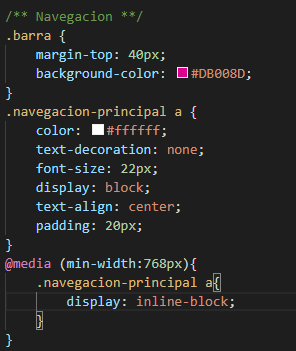 /** Navegacion **/
.barra {
    margin-top: 40px;
    background-color: #DB008D;
}
.navegacion-principal a {
    color: #ffffff;
    text-decoration: none;
    font-size: 22px;
    display: block;
    text-align: center;
    padding: 20px;
}
@media (min-width:768px){
    .navegacion-principal a{
        display: inline-block;
    }
}